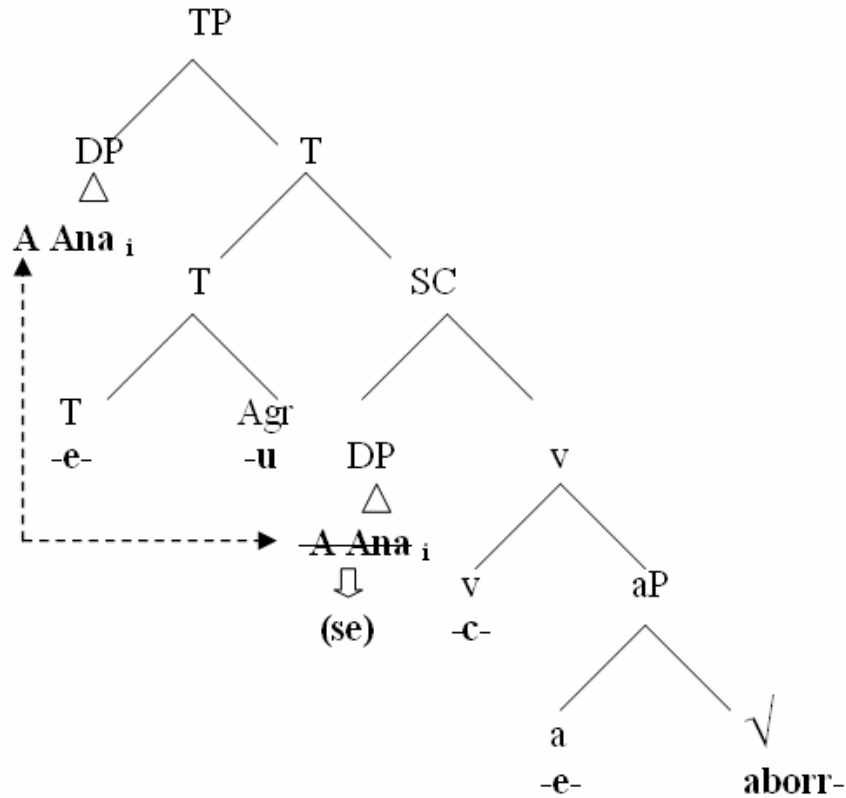 TP
DP T
A Ana i
T SC
T Agr
-e- -u DP v
A Ana i
v aP
(se) -c-
a √
-e- aborr-